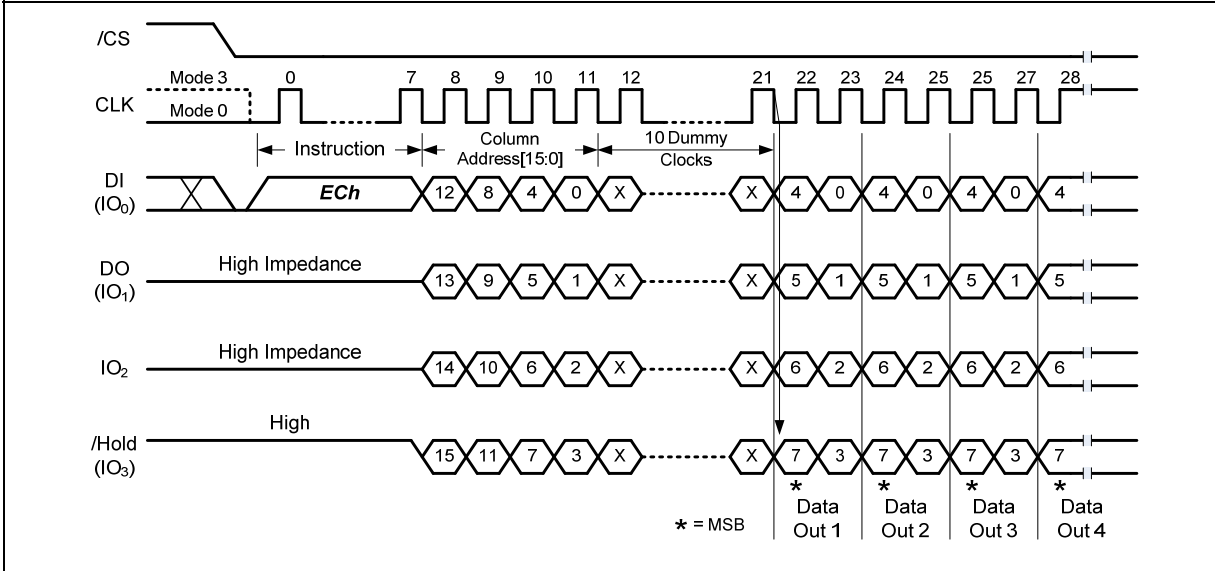 /CS
Mode 3 0 7 8 9 10 11 12 21 22 23 24 25 25 27 28
CLK
Mode 0
Instruction
Column
Address[15:0]
10 Dummy
Clocks
DI
(IO0)
ECh 12 8 4 0 X X 4 0 4 0 4 0 4
DO
(IO1)
High Impedance 13 9 5 1 X X 5 1 5 1 5 1 5
IO2
High Impedance 14 10 6 2 X X 6 2 6 2 6 2 6
/Hold
(IO3)
High 15 11 7 3 X X 7 3 7 3 7 3 7
* * * *
* = MSB
Data
Out 1
Data
Out 2
Data
Out 3
Data
Out 4